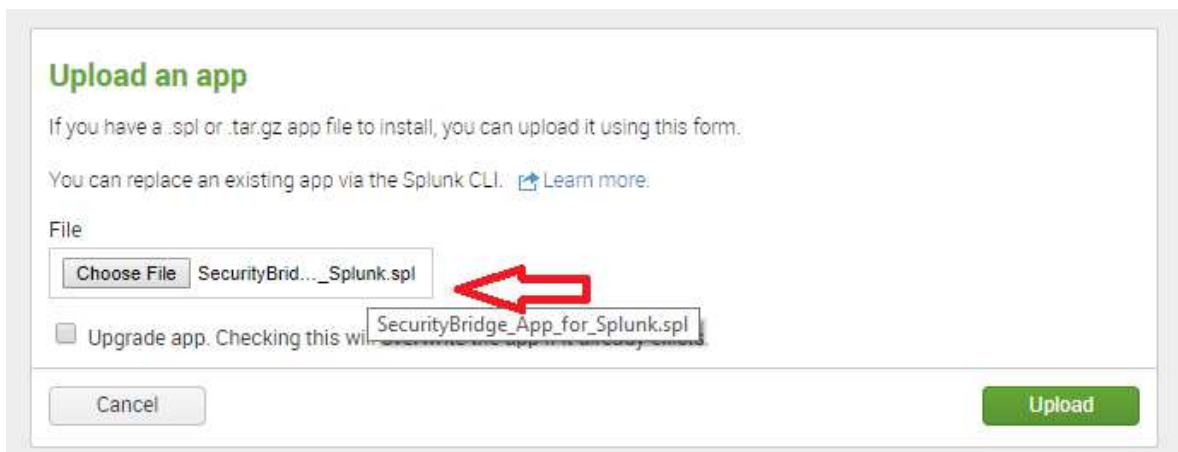 Upload an app
If you have a .spl or .tar.gz app file to install, you can upload it using this form.
You can replace an existing app via the Splunk CLI. Learn more.
File
Choose File SecurityBrid..._Splunk.spl
SecurityBridge_App_for_Splunk.spl
Upgrade app. Checking this will overwrite the app if it already exists.
Cancel Upload